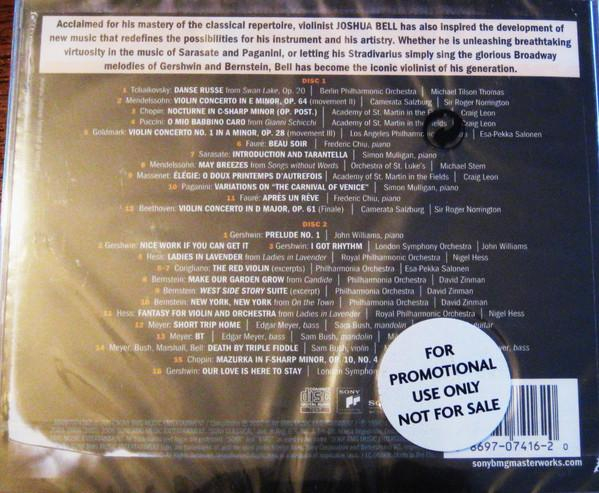 Acclaimed for his mastery of the classical repertoire, violinist JOSHUA BELL has also inspired the development of
new music that redefines the possibilities for his instrument and his artistry. Whether he is unleashing breathtaking
virtuosity in the music of Sarasate and Paganini, or letting his Stradivarius simply sing the glorious Broadway
melodies of Gershwin and Bernstein, Bell has become the iconic violinist of his generation.
DISC 1
1 Tchaikovsky: DANSE RUSSE from Swan Lake, Op. 20 | Berlin Philharmonic Orchestra | Michael Tilson Thomas
2 Mendelssohn: VIOLIN CONCERTO IN E MINOR, OP. 64 (movement II) | Camerata Salzburg | Sir Roger Norrington
3 Chopin: NOCTURNE IN C-SHARP MINOR (OP. POST.) | Academy of St. Martin in the | Craig Leon
4 Puccini: O MIO BABBINO CARO from Gianni Schicchi | Academy of St. Martin in the Fields | Craig Leon
5 Goldmark: VIOLIN CONCERTO NO. 1 IN A MINOR, OP. 28 (movement III) | Los Angeles Philharmonic | Esa-Pekka Salonen
6 Fauré: BEAU SOIR | Frederic Chiu, piano
7 Sarasate: INTRODUCTION AND TARANTELLA | Simon Mulligan, piano
8 Mendelssohn: MAY BREEZES from Songs without Words | Orchestra of St. Luke's | Michael Stern
9 Massenet: ÉLÉGIE: O DOUX PRINTEMPS D'AUTREFOIS | Academy of St. Martin in the Fields | Craig Leon
10 Paganini: VARIATIONS ON "THE CARNIVAL OF VENICE" | Simon Mulligan, piano
11 Fauré: APRÈS UN RÊVE | Frederic Chiu, piano
12 Beethoven: VIOLIN CONCERTO IN D MAJOR, OP. 61 (Finale) | Camerata Salzburg | Sir Roger Norrington
DISC 2
1 Gershwin: PRELUDE NO. 1 | John Williams, piano
2 Gershwin: NICE WORK IF YOU CAN GET IT 3 Gershwin: I GOT RHYTHM | London Symphony Orchestra | John Williams
4 Hess: LADIES IN LAVENDER from Ladies in Lavender | Royal Philharmonic Orchestra | Nigel Hess
5-7 Corigliano: THE RED VIOLIN (excerpts) | Philharmonia Orchestra | Esa-Pekka Salonen
8 Bernstein: MAKE OUR GARDEN GROW from Candide | Philharmonia Orchestra | David Zinman
9 Bernstein: WEST SIDE STORY SUITE (excerpt) | Philharmonia Orchestra | David Zinman
10 Bernstein: NEW YORK, NEW YORK from On the Town | Philharmonia Orchestra | David Zinman
11 Hess: FANTASY FOR VIOLIN AND ORCHESTRA from Ladies in Lavender | Royal Philharmonic Orchestra | Nigel Hess
12 Meyer: SHORT TRIP HOME | Edgar Meyer, bass | Sam Bush, mandolin guitar
13 Meyer: BT | Edgar Meyer, bass | Sam Bush, mandolin
14 Meyer, Bush, Marshall, Bell: DEATH BY TRIPLE FIDDLE | Sam Bush, violin
15 Chopin: MAZURKA IN F-SHARP MINOR, OP. 10, NO. 4
16 Gershwin: OUR LOVE IS HERE TO STAY | London Symphony
FOR
PROMOTIONAL
USE ONLY
NOT FOR SALE
COMPACT
disc
DIGITAL AUDIO
SONY
6697-07416-2 0
sonybmgmasterworks.com